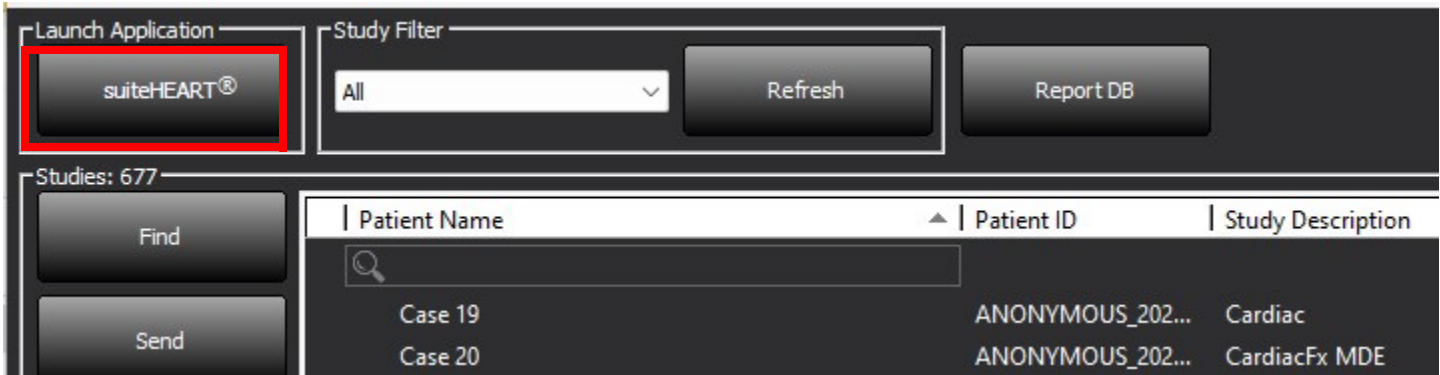 Launch Application
Study Filter
suiteHEART®
All
Refresh
Report DB
Studies: 677
Find
Patient Name
Patient ID
Study Description
Case 19
ANONYMOUS_202...
Cardiac
Send
Case 20
ANONYMOUS_202...
CardiacFx MDE